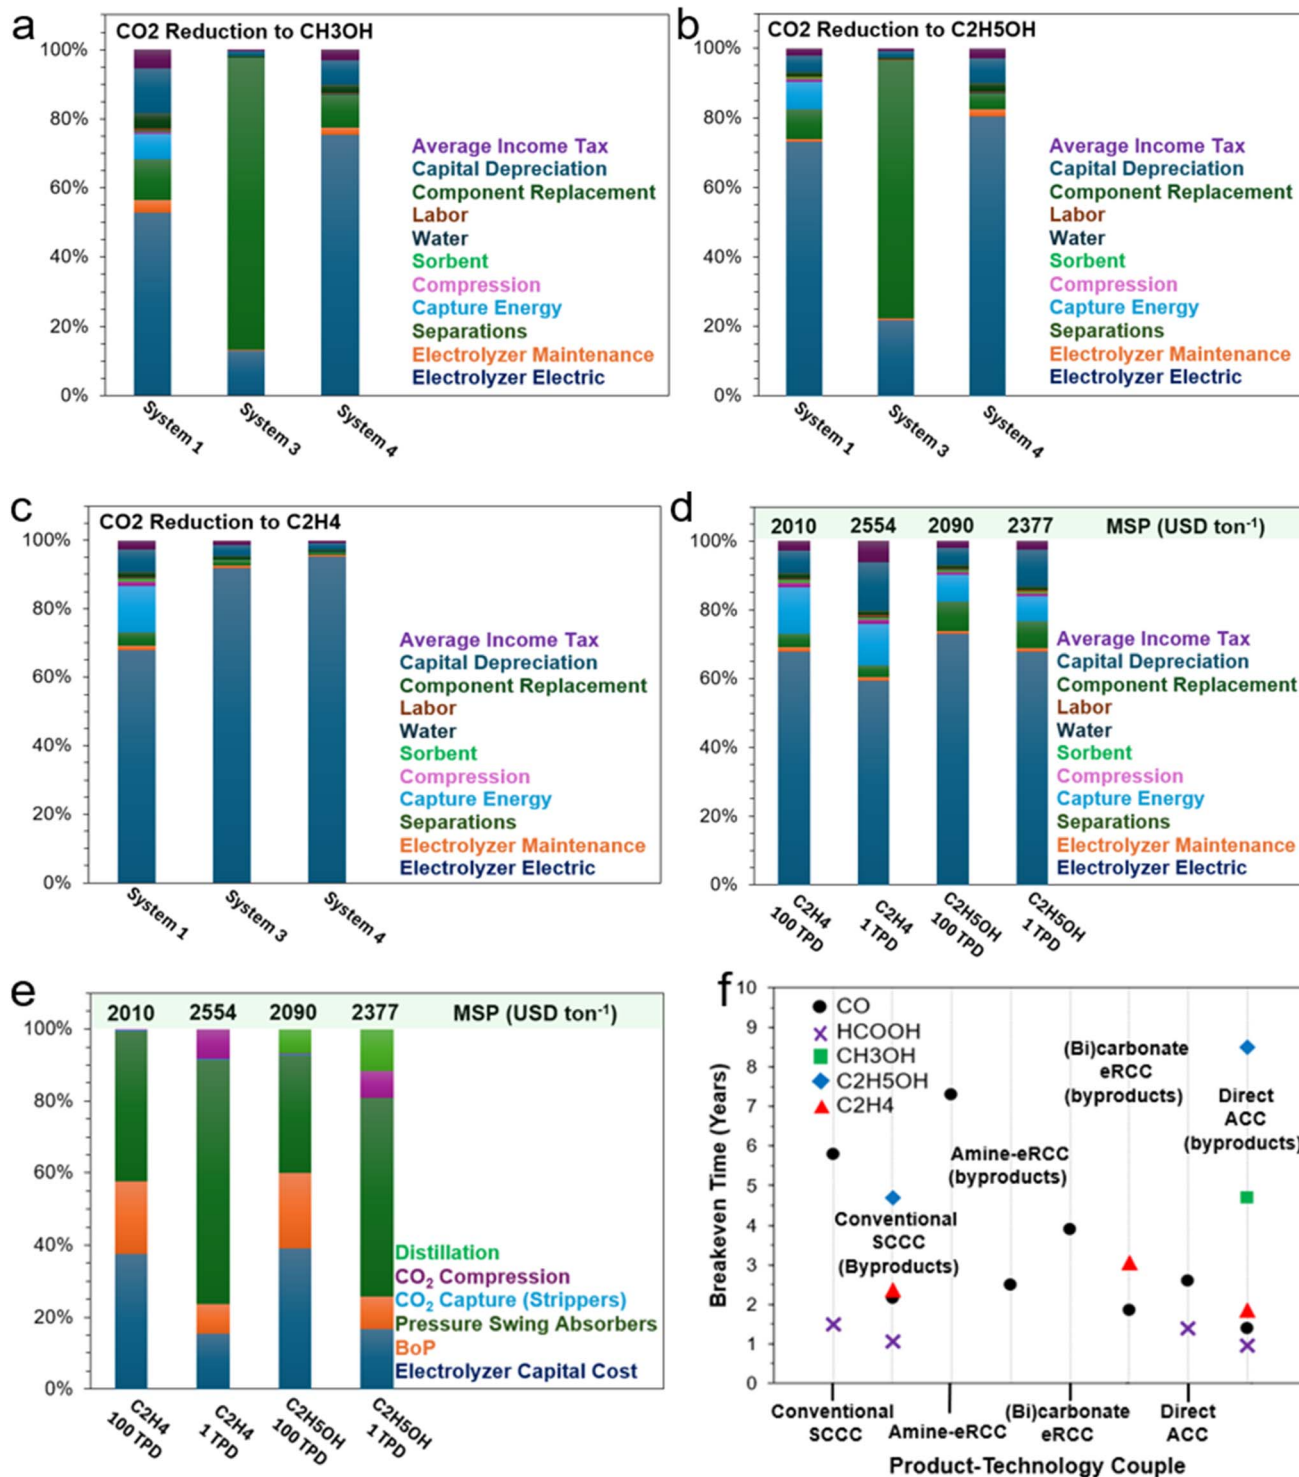 a
CO2 Reduction to CH3OH
100%
80%
60%
40%
20%
0%
Average Income Tax
Capital Depreciation
Component Replacement
Labor
Water
Sorbent
Compression
Capture Energy
Separations
Electrolyzer Maintenance
Electrolyzer Electric
System 1
System 3
System 4
b
CO2 Reduction to C2H5OH
100%
80%
60%
40%
20%
0%
Average Income Tax
Capital Depreciation
Component Replacement
Labor
Water
Sorbent
Compression
Capture Energy
Separations
Electrolyzer Maintenance
Electrolyzer Electric
System 1
System 3
System 4
c
CO2 Reduction to C2H4
100%
80%
60%
40%
20%
0%
Average Income Tax
Capital Depreciation
Component Replacement
Labor
Water
Sorbent
Compression
Capture Energy
Separations
Electrolyzer Maintenance
Electrolyzer Electric
System 1
System 3
System 4
d
2010 2554 2090 2377 MSP (USD ton⁻¹)
100%
80%
60%
40%
20%
0%
Average Income Tax
Capital Depreciation
Component Replacement
Labor
Water
Sorbent
Compression
Capture Energy
Separations
Electrolyzer Maintenance
Electrolyzer Electric
C2H4
100 TPD
C2H4
1 TPD
C2H5OH
100 TPD
C2H5OH
1 TPD
e
2010 2554 2090 2377 MSP (USD ton⁻¹)
100%
80%
60%
40%
20%
0%
Distillation
CO₂ Compression
CO₂ Capture (Strippers)
Pressure Swing Absorbers
BoP
Electrolyzer Capital Cost
C2H4
100 TPD
C2H4
1 TPD
C2H5OH
100 TPD
C2H5OH
1 TPD
f
Breakeven Time (Years)
10
9
8
7
6
5
4
3
2
1
0
CO
HCOOH
CH3OH
C2H5OH
C2H4
(Bi)carbonate
eRCC
(byproducts)
Direct
ACC
(byproducts)
Amine-eRCC
(byproducts)
Conventional
SCCC
(Byproducts)
Conventional
SCCC
Amine-eRCC
(Bi)carbonate
eRCC
Direct
ACC
Product-Technology Couple